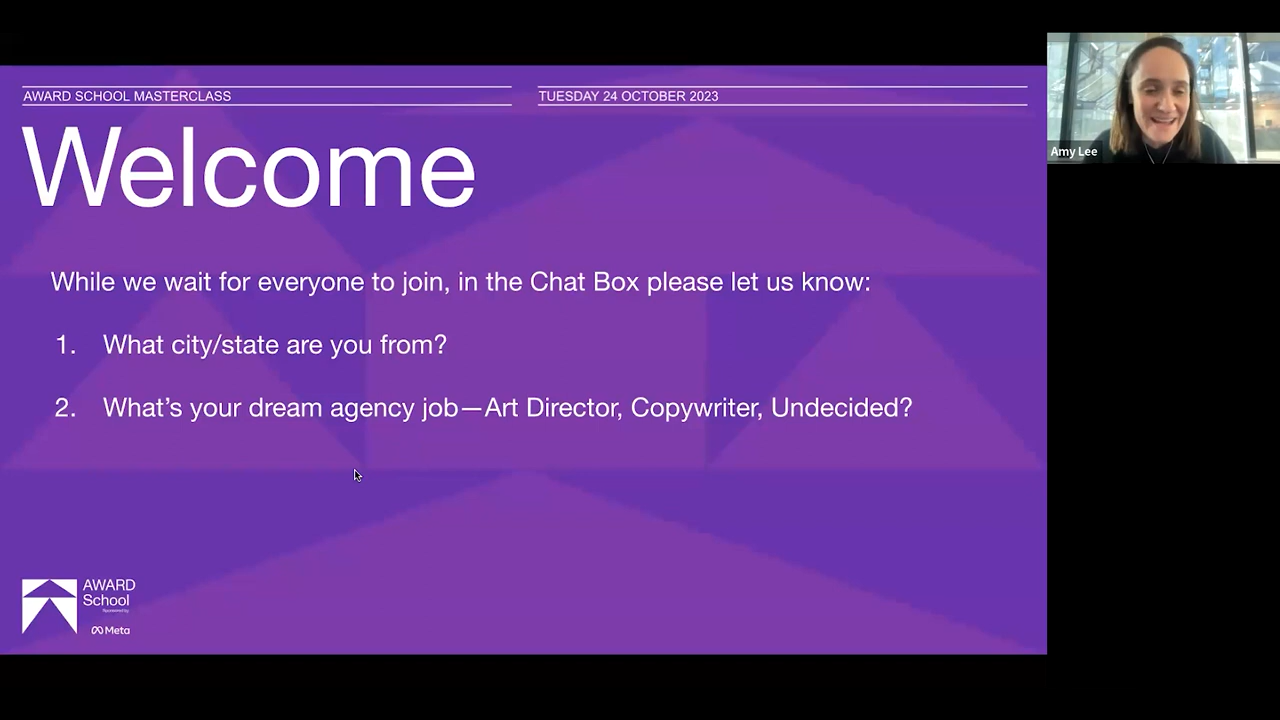 AWARD SCHOOL MASTERCLASS
TUESDAY 24 OCTOBER 2023
Welcome
While we wait for everyone to join, in the Chat Box please let us know:
1. What city/state are you from?
2. What's your dream agency job—Art Director, Copywriter, Undecided?
AWARD
School
Sponsored by
Meta
Amy Lee